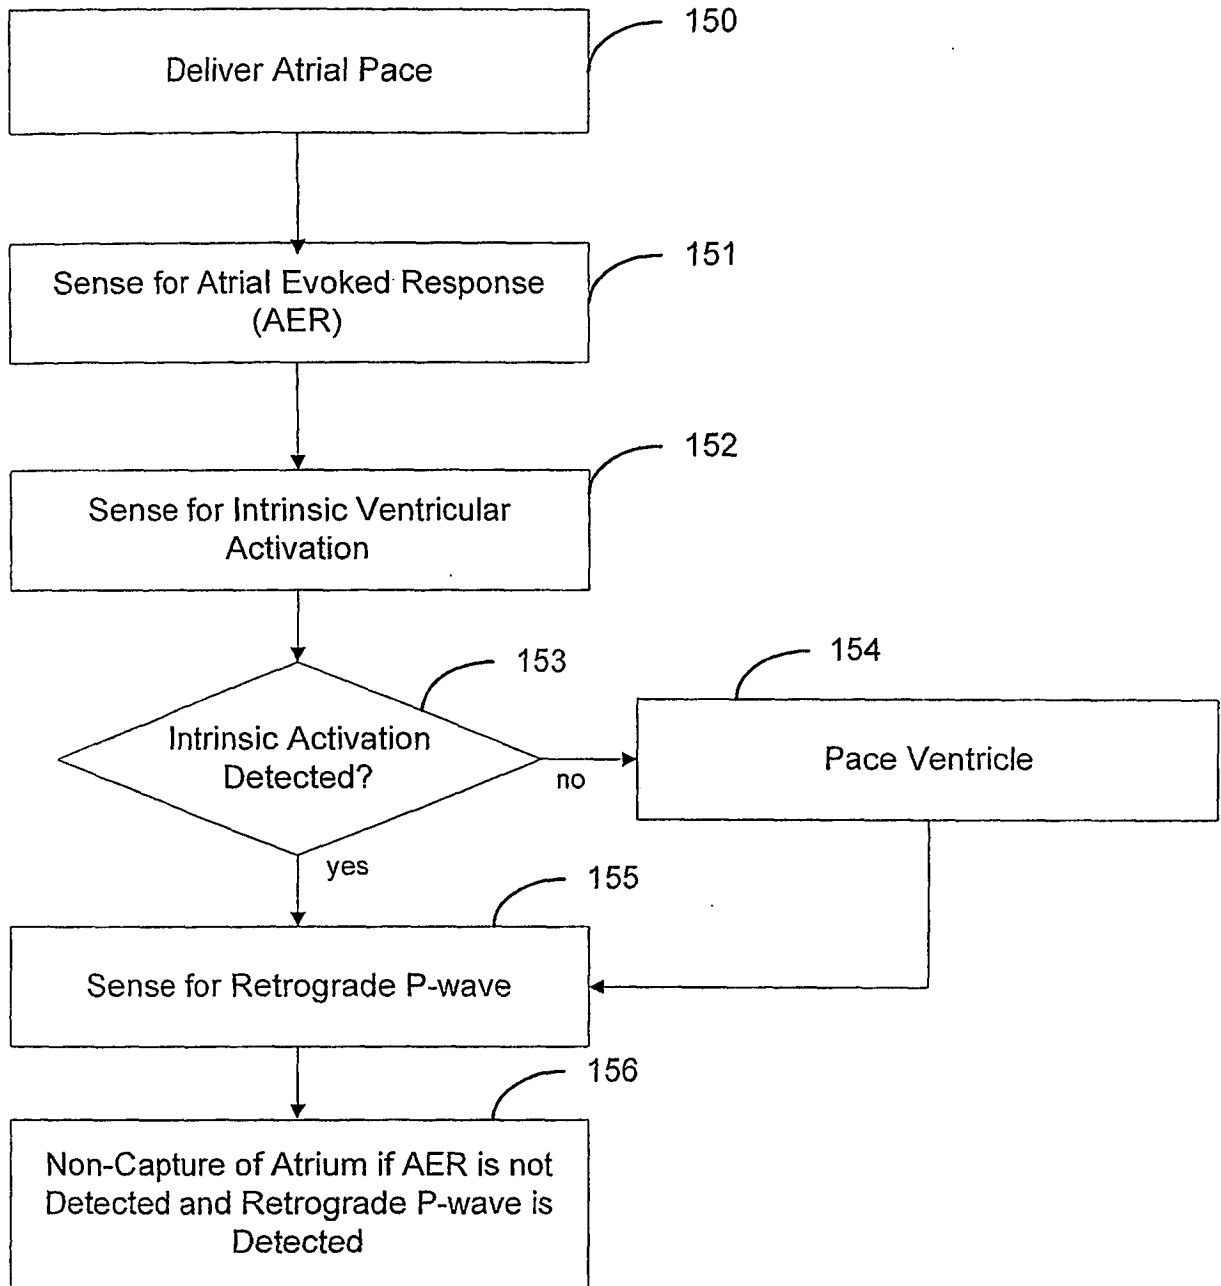 150
Deliver Atrial Pace
151
Sense for Atrial Evoked Response
(AER)
152
Sense for Intrinsic Ventricular
Activation
153
154
Intrinsic Activation
Detected?
no
Pace Ventricle
yes
155
Sense for Retrograde P-wave
156
Non-Capture of Atrium if AER is not
Detected and Retrograde P-wave is
Detected